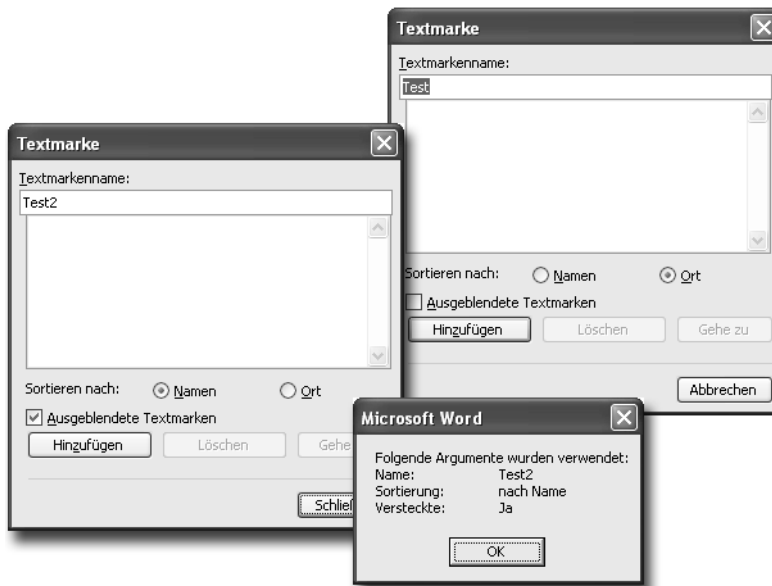 Textmarke
Textmarkenname:
Test
Sortieren nach: Namen Ort
Ausgeblendete Textmarken
Hinzufügen Löschen Gehe zu
Abbrechen
Textmarke
Textmarkenname:
Test2
Sortieren nach: Namen Ort
Ausgeblendete Textmarken
Hinzufügen Löschen Gehe
Schließ
Microsoft Word
Folgende Argumente wurden verwendet:
Name: Test2
Sortierung: nach Name
Versteckte: Ja
OK